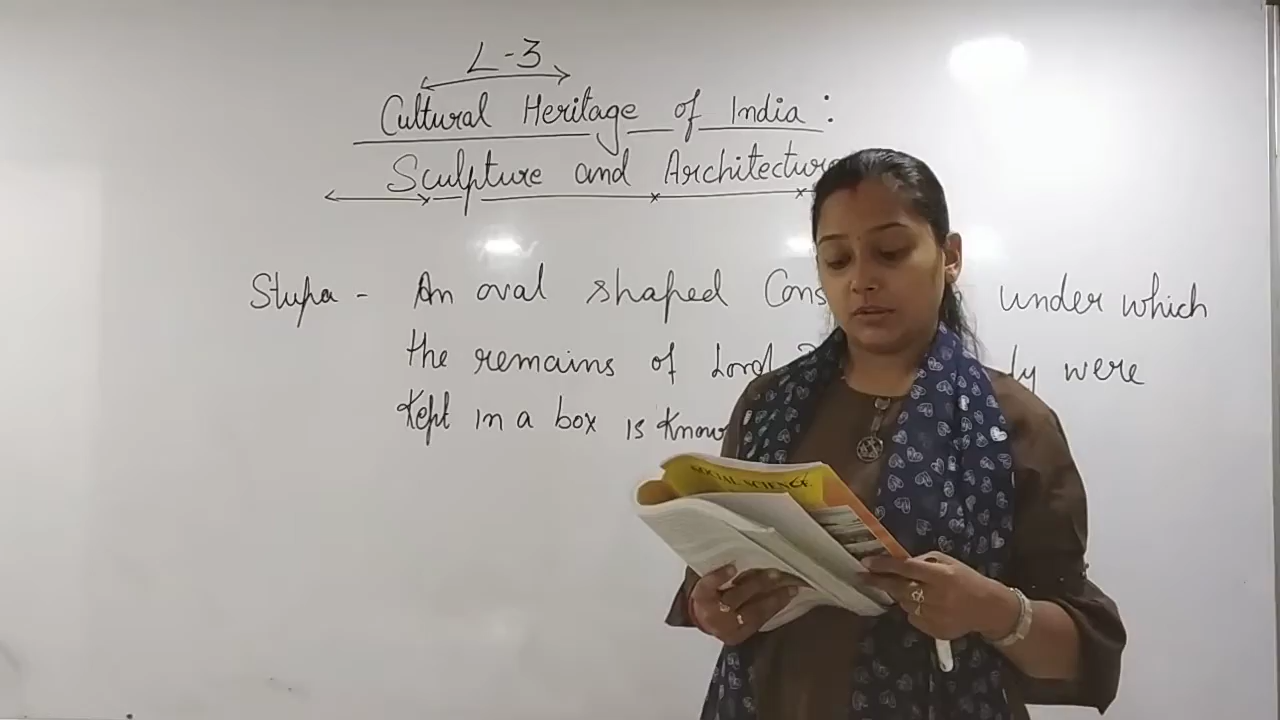 L-3
Cultural Heritage of India :
Sculpture and Architecture
Stupa - An oval shaped Cons under which
the remains of Lord dy were
Kept in a box is Know
SOCIAL SCIENCE